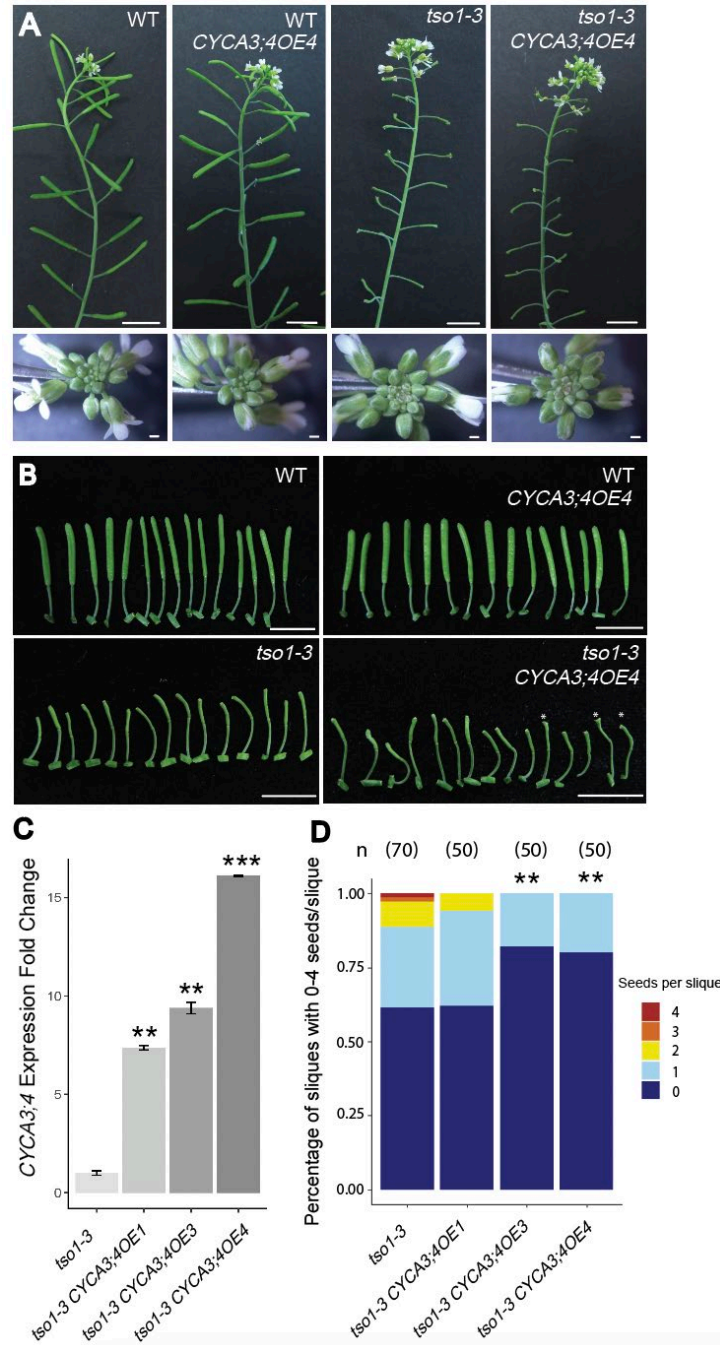 A
WT
WT
CYCA3;4OE4
tso1-3
tso1-3
CYCA3;4OE4
B
WT
WT
CYCA3;4OE4
tso1-3
tso1-3
CYCA3;4OE4
* * *
C
CYCA3;4 Expression Fold Change
15
10
5
0
**
**
***
tso1-3
tso1-3 CYCA3;4OE1
tso1-3 CYCA3;4OE3
tso1-3 CYCA3;4OE4
D
n (70) (50) (50) (50)
** **
Percentage of sliques with 0-4 seeds/slique
1.00
0.75
0.50
0.25
0.00
tso1-3
tso1-3 CYCA3;4OE1
tso1-3 CYCA3;4OE3
tso1-3 CYCA3;4OE4
Seeds per slique
4
3
2
1
0